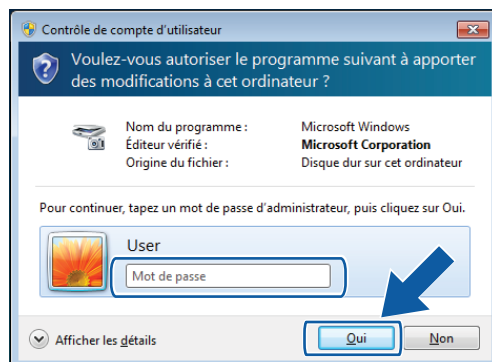 Contrôle de compte d'utilisateur
Voulez-vous autoriser le programme suivant à apporter
des modifications à cet ordinateur ?
Nom du programme : Microsoft Windows
Éditeur vérifié : Microsoft Corporation
Origine du fichier : Disque dur sur cet ordinateur
Pour continuer, tapez un mot de passe d'administrateur, puis cliquez sur Oui.
User
Mot de passe
Afficher les détails Oui Non